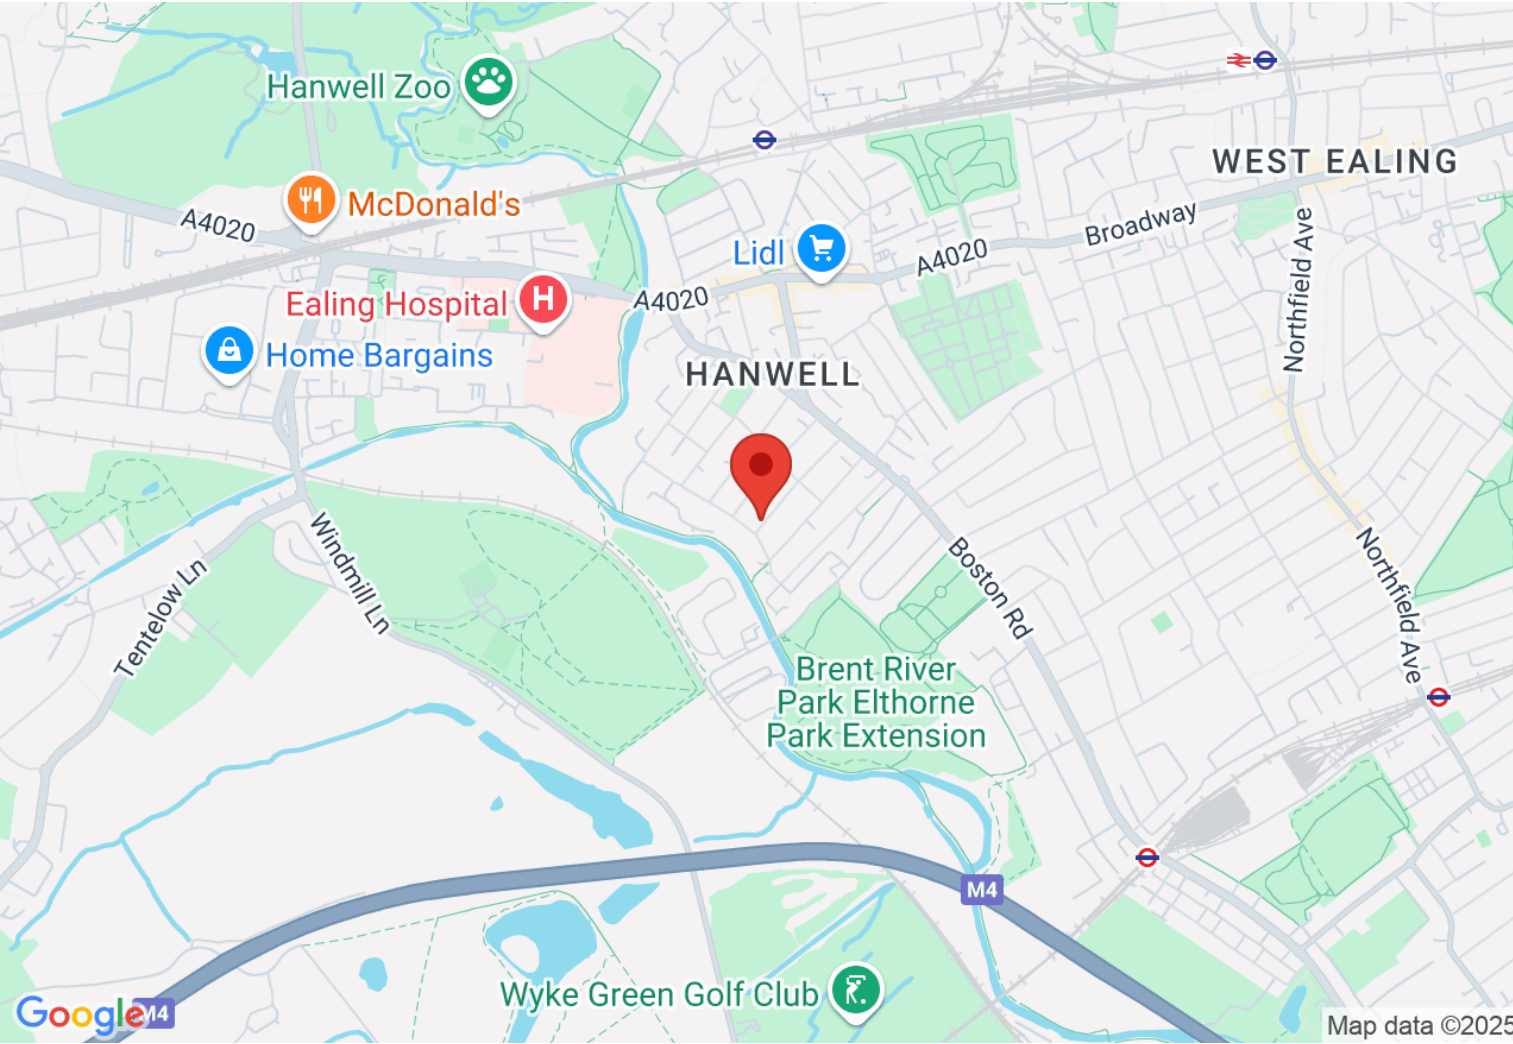 Hanwell Zoo
WEST EALING
McDonald's
A4020
Broadway
Northfield Ave
Lidl
A4020
A4020
Ealing Hospital
H
Home Bargains
HANWELL
Windmill Ln
Tentelow Ln
Boston Rd
Northfield Ave
Brent River
Park Elthorne
Park Extension
M4
Wyke Green Golf Club
Google
M4
Map data ©2025